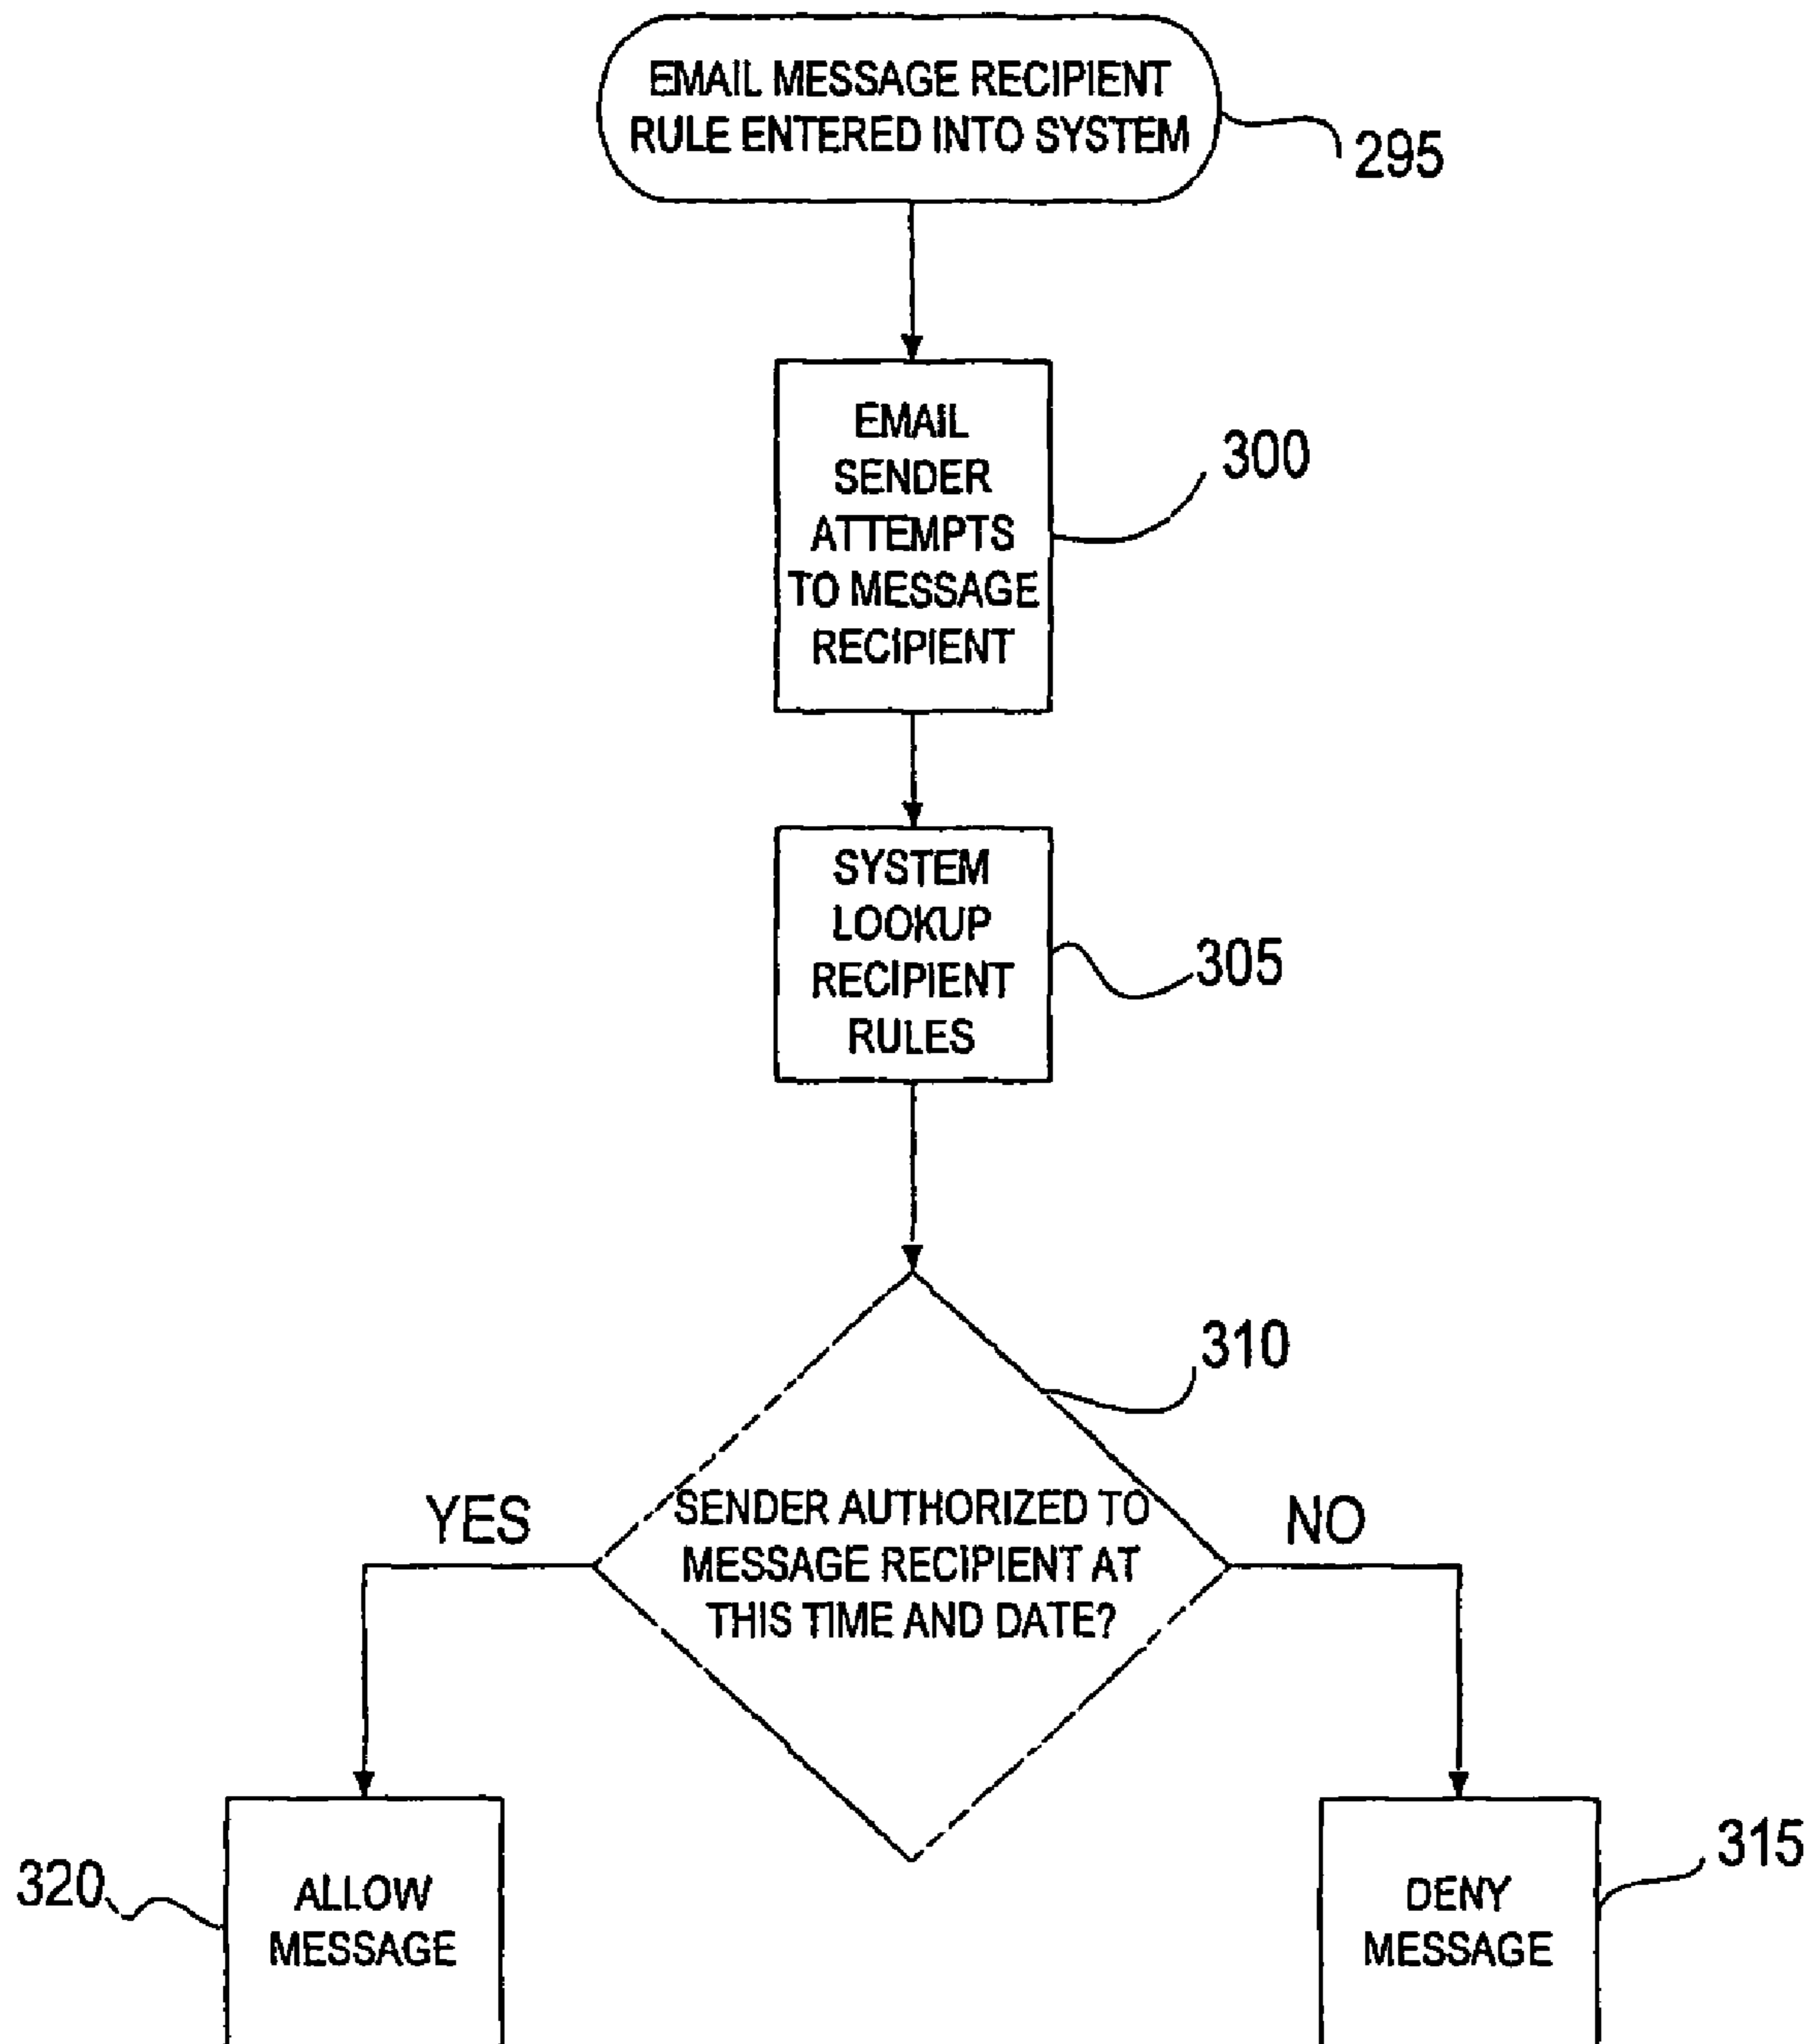 EMAIL MESSAGE RECIPIENT
RULE ENTERED INTO SYSTEM
295
EMAIL
SENDER
ATTEMPTS
TO MESSAGE
RECIPIENT
300
SYSTEM
LOOKUP
RECIPIENT
RULES
305
310
YES
SENDER AUTHORIZED TO
MESSAGE RECIPIENT AT
THIS TIME AND DATE?
NO
320
ALLOW
MESSAGE
DENY
MESSAGE
315